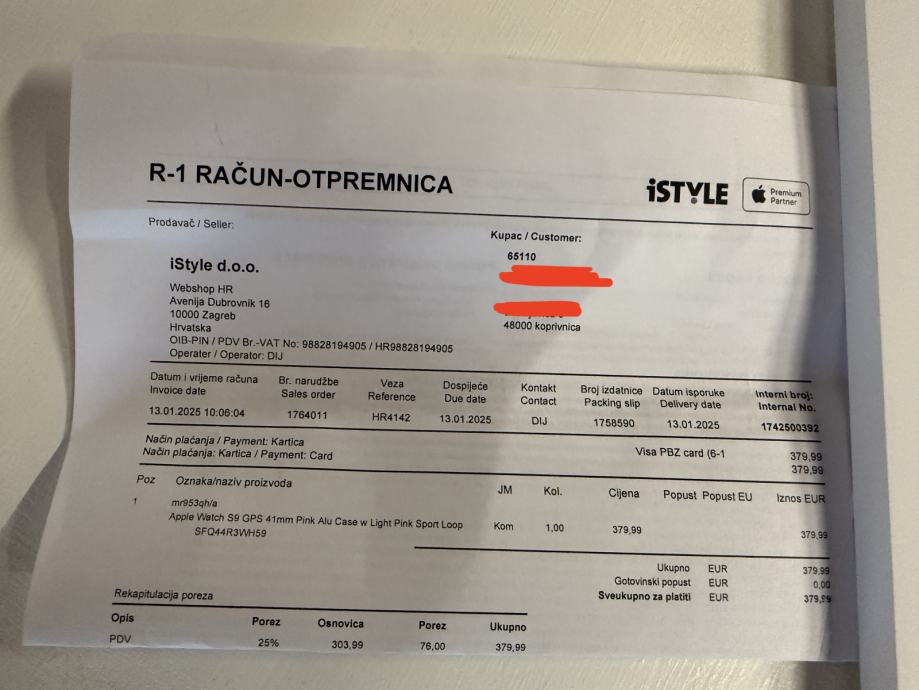 R-1 RAČUN-OTPREMNICA
iSTYLE
Premium
Partner
Prodavač / Seller:
Kupac / Customer:
iStyle d.o.o.
65110
Webshop HR
Avenija Dubrovnik 16
10000 Zagreb
48000 koprivnica
Hrvatska
OIB-PIN / PDV Br.-VAT No: 98828194905 / HR98828194905
Operater / Operator: DIJ
Datum i vrijeme računa Br. narudžbe Veza Dospijeće Kontakt Broj izdatnice Datum isporuke Interni broj:
Invoice date Sales order Reference Due date Contact Packing slip Delivery date Internal No.
13.01.2025 10:06:04 1764011 HR4142 13.01.2025 DIJ 1758590 13.01.2025 1742500392
Način plaćanja / Payment: Kartica Visa PBZ card (6-1 379,99
Način plaćanja: Kartica / Payment: Card 379,99
Poz Oznaka/naziv proizvoda JM Kol. Cijena Popust Popust EU Iznos EUR
1 mr953qh/a
Apple Watch S9 GPS 41mm Pink Alu Case w Light Pink Sport Loop Kom 1,00 379,99 379,99
SFQ44R3WH59
Ukupno EUR 379,99
Gotovinski popust EUR 0,00
Sveukupno za platiti EUR 379,99
Rekapitulacija poreza
Opis Porez Osnovica Porez Ukupno
PDV 25% 303,99 76,00 379,99